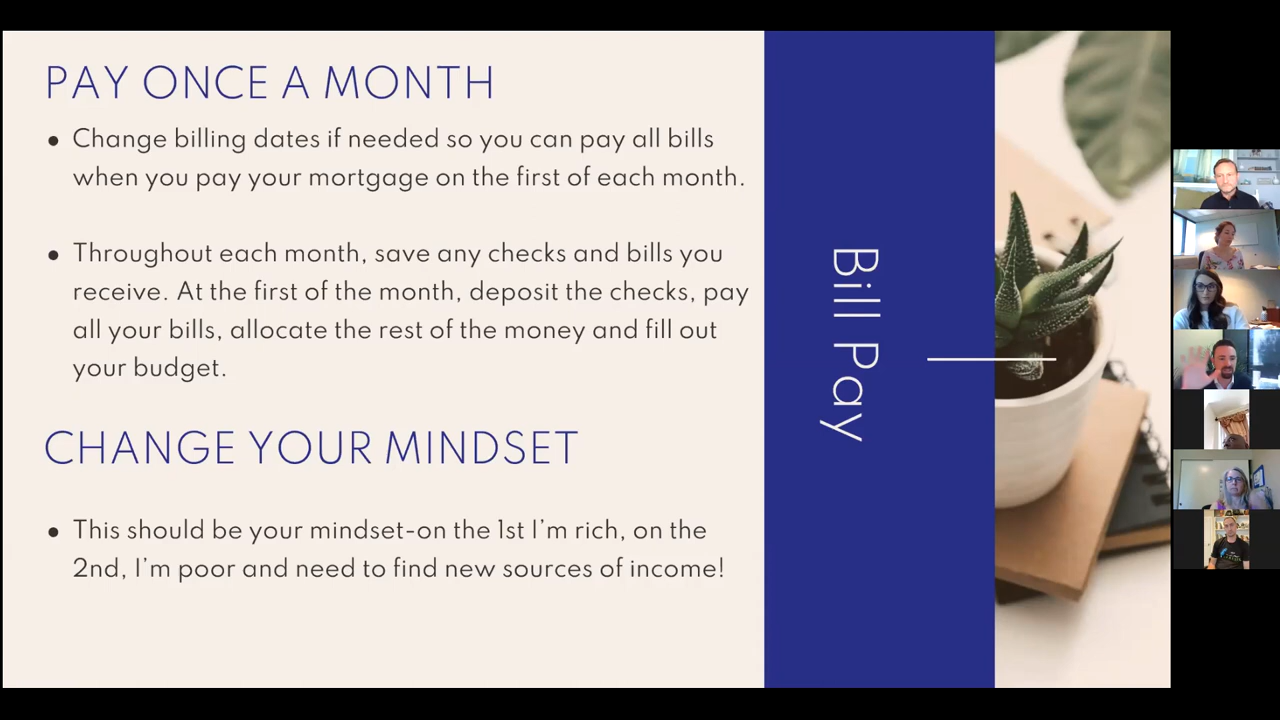 PAY ONCE A MONTH
• Change billing dates if needed so you can pay all bills
when you pay your mortgage on the first of each month.
• Throughout each month, save any checks and bills you
receive. At the first of the month, deposit the checks, pay
all your bills, allocate the rest of the money and fill out
your budget.
CHANGE YOUR MINDSET
• This should be your mindset-on the 1st I'm rich, on the
2nd, I'm poor and need to find new sources of income!
Bill Pay